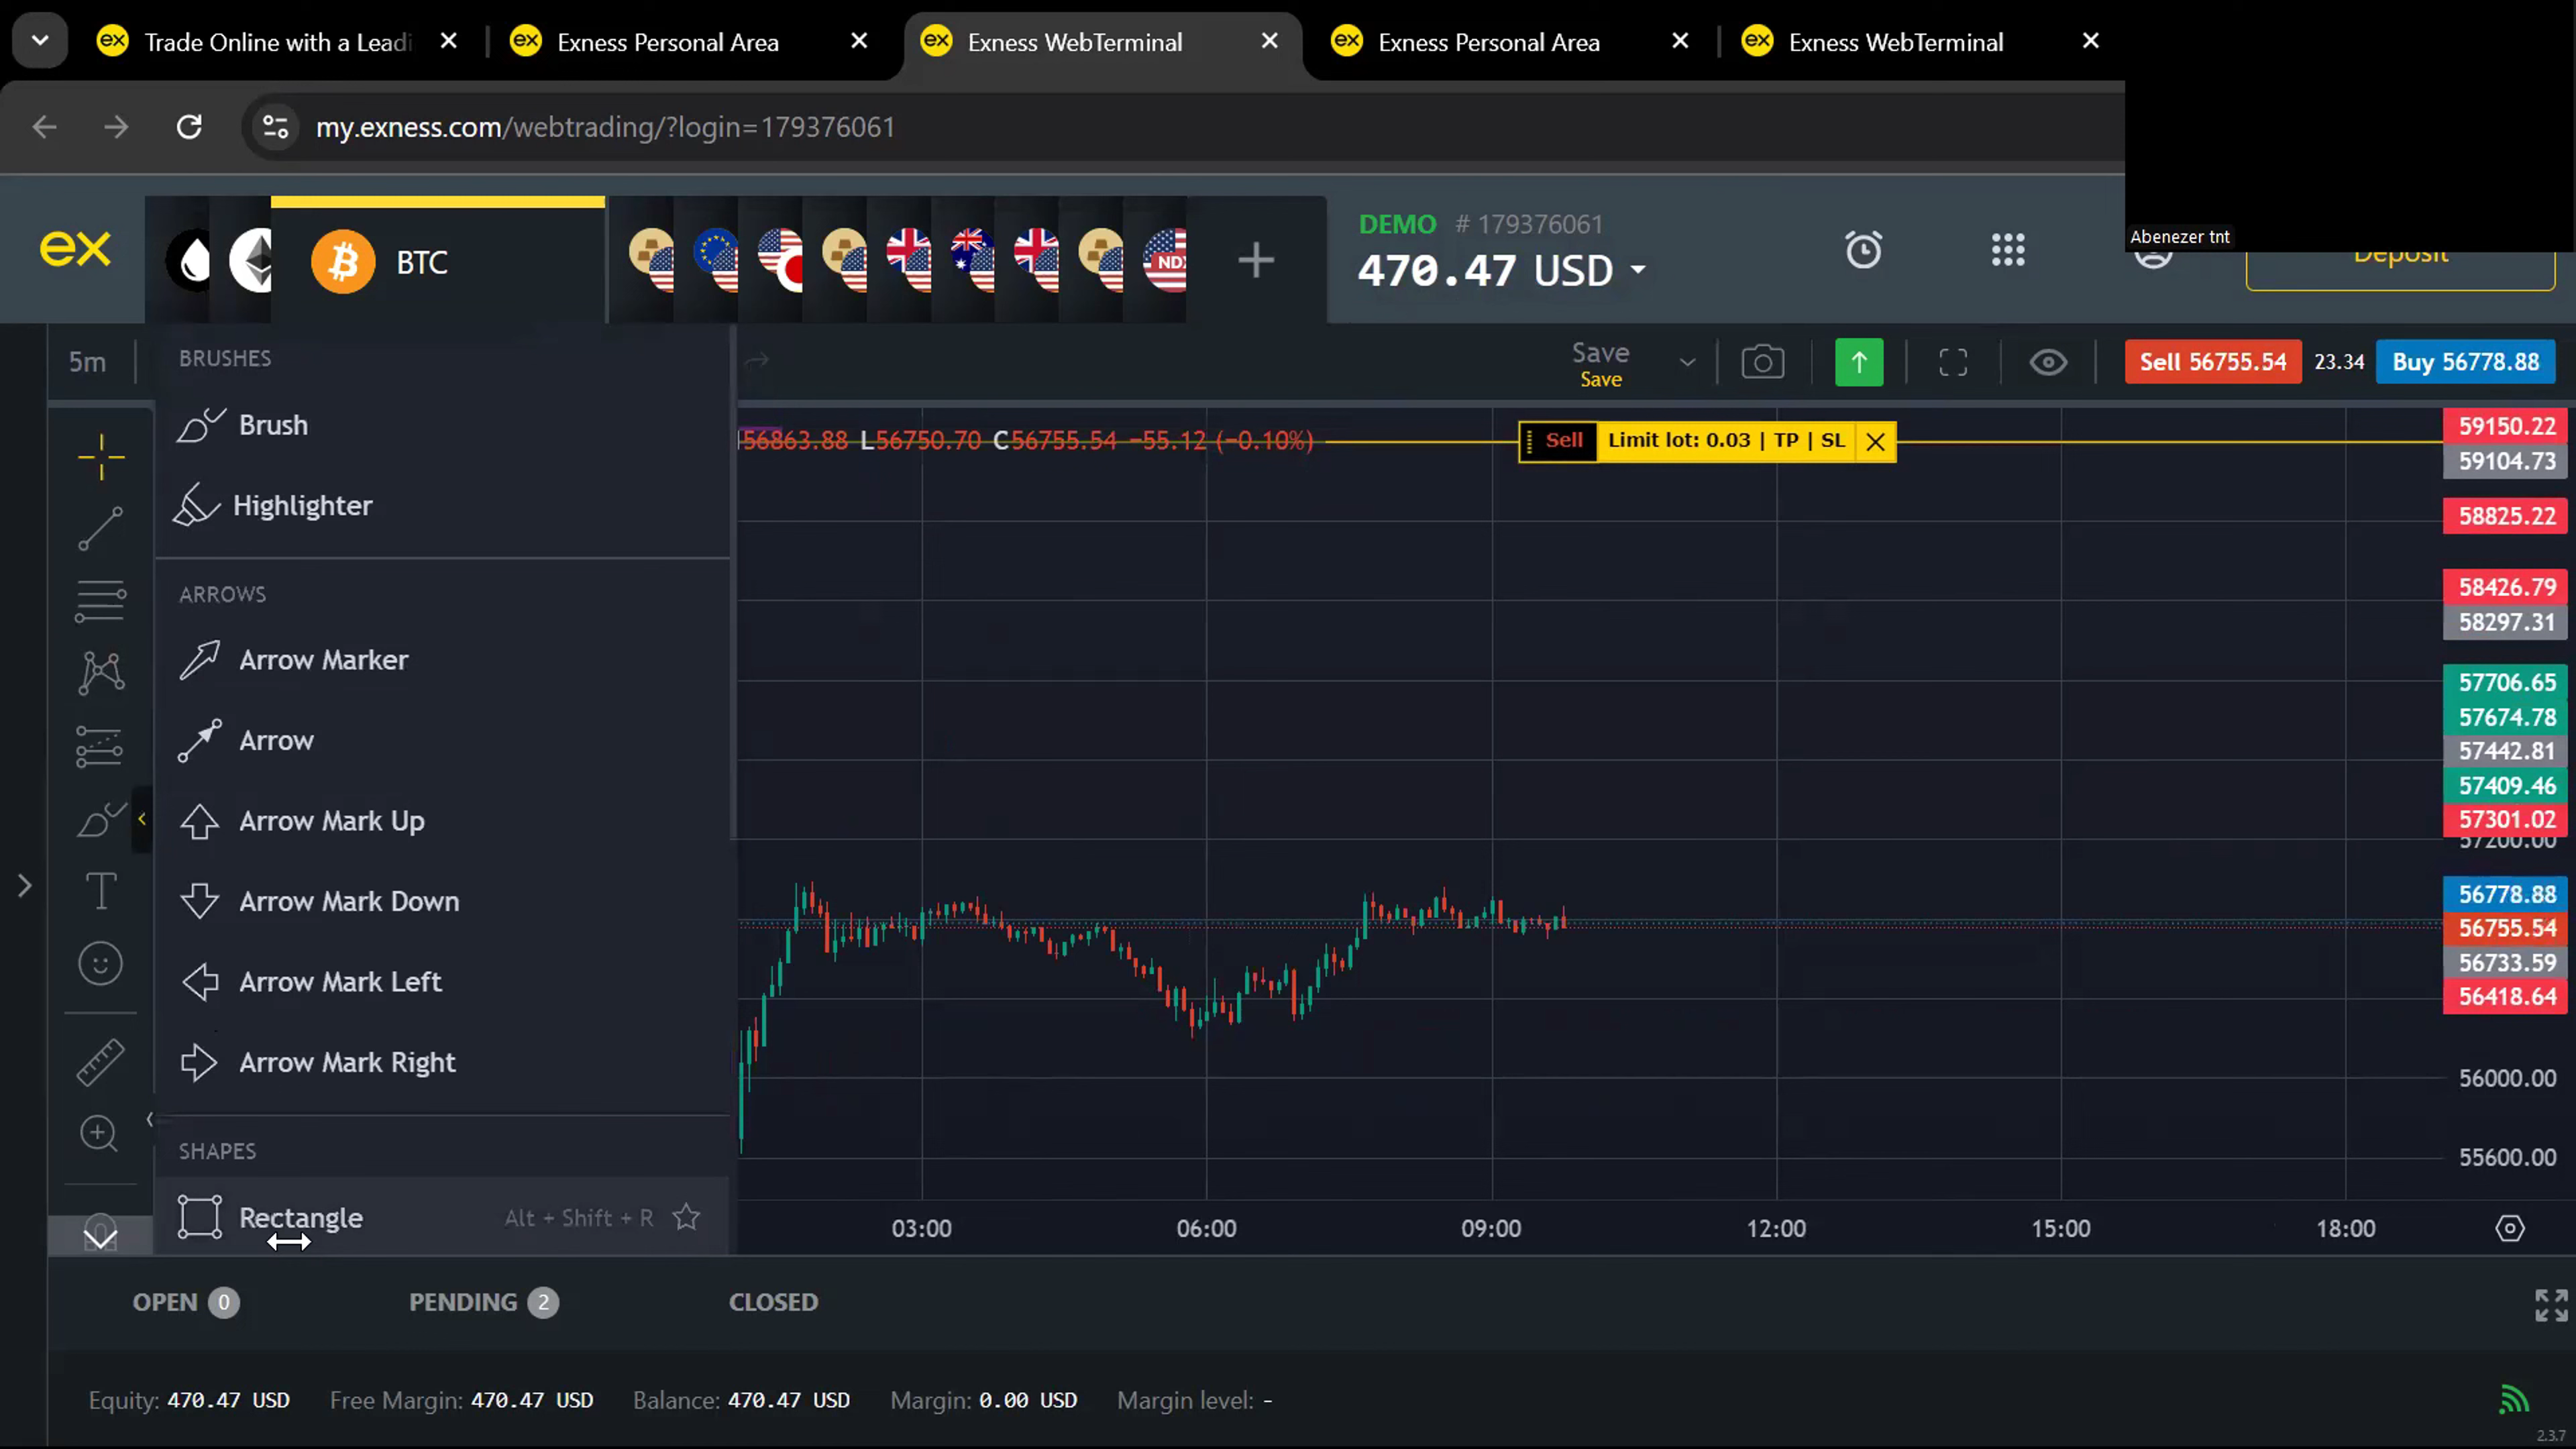 Trade Online with a Leadi
Exness Personal Area
Exness WebTerminal
Exness Personal Area
Exness WebTerminal
my.exness.com/webtrading/?login=179376061
Abenezer tnt
ex
BTC
ND
DEMO # 179376061
470.47 USD
Deposit
5m
Save
Save
Sell 56755.54
23.34
Buy 56778.88
BRUSHES
Brush
Highlighter
ARROWS
Arrow Marker
Arrow
Arrow Mark Up
Arrow Mark Down
Arrow Mark Left
Arrow Mark Right
SHAPES
Rectangle Alt + Shift + R
56863.88 L56750.70 C56755.54 −55.12 (−0.10%)
Sell Limit lot: 0.03 | TP | SL
59150.22
59104.73
58825.22
58426.79
58297.31
57706.65
57674.78
57442.81
57409.46
57301.02
57200.00
56778.88
56755.54
56733.59
56418.64
56000.00
55600.00
03:00 06:00 09:00 12:00 15:00 18:00
OPEN 0 PENDING 2 CLOSED
Equity: 470.47 USD Free Margin: 470.47 USD Balance: 470.47 USD Margin: 0.00 USD Margin level: -
2.3.7